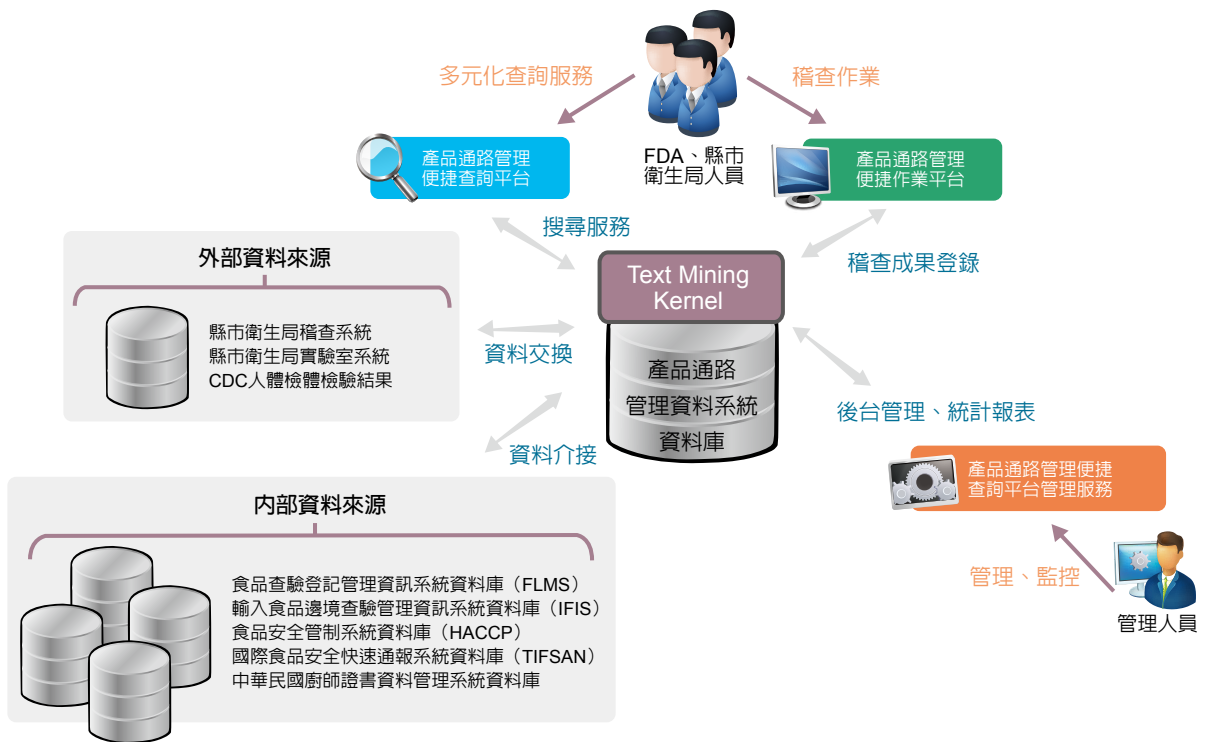 多元化查詢服務
稽查作業
FDA、縣市
衛生局人員
產品通路管理
便捷查詢平台
產品通路管理
便捷作業平台
搜尋服務
稽查成果登錄
外部資料來源
縣市衛生局稽查系統
縣市衛生局實驗室系統
CDC人體檢體檢驗結果
Text Mining
Kernel
資料交換
產品通路
管理資料系統
資料庫
後台管理、統計報表
資料介接
產品通路管理便捷
查詢平台管理服務
內部資料來源
食品查驗登記管理資訊系統資料庫（FLMS）
輸入食品邊境查驗管理資訊系統資料庫（IFIS）
食品安全管制系統資料庫（HACCP）
國際食品安全快速通報系統資料庫（TIFSAN）
中華民國廚師證書資料管理系統資料庫
管理、監控
管理人員